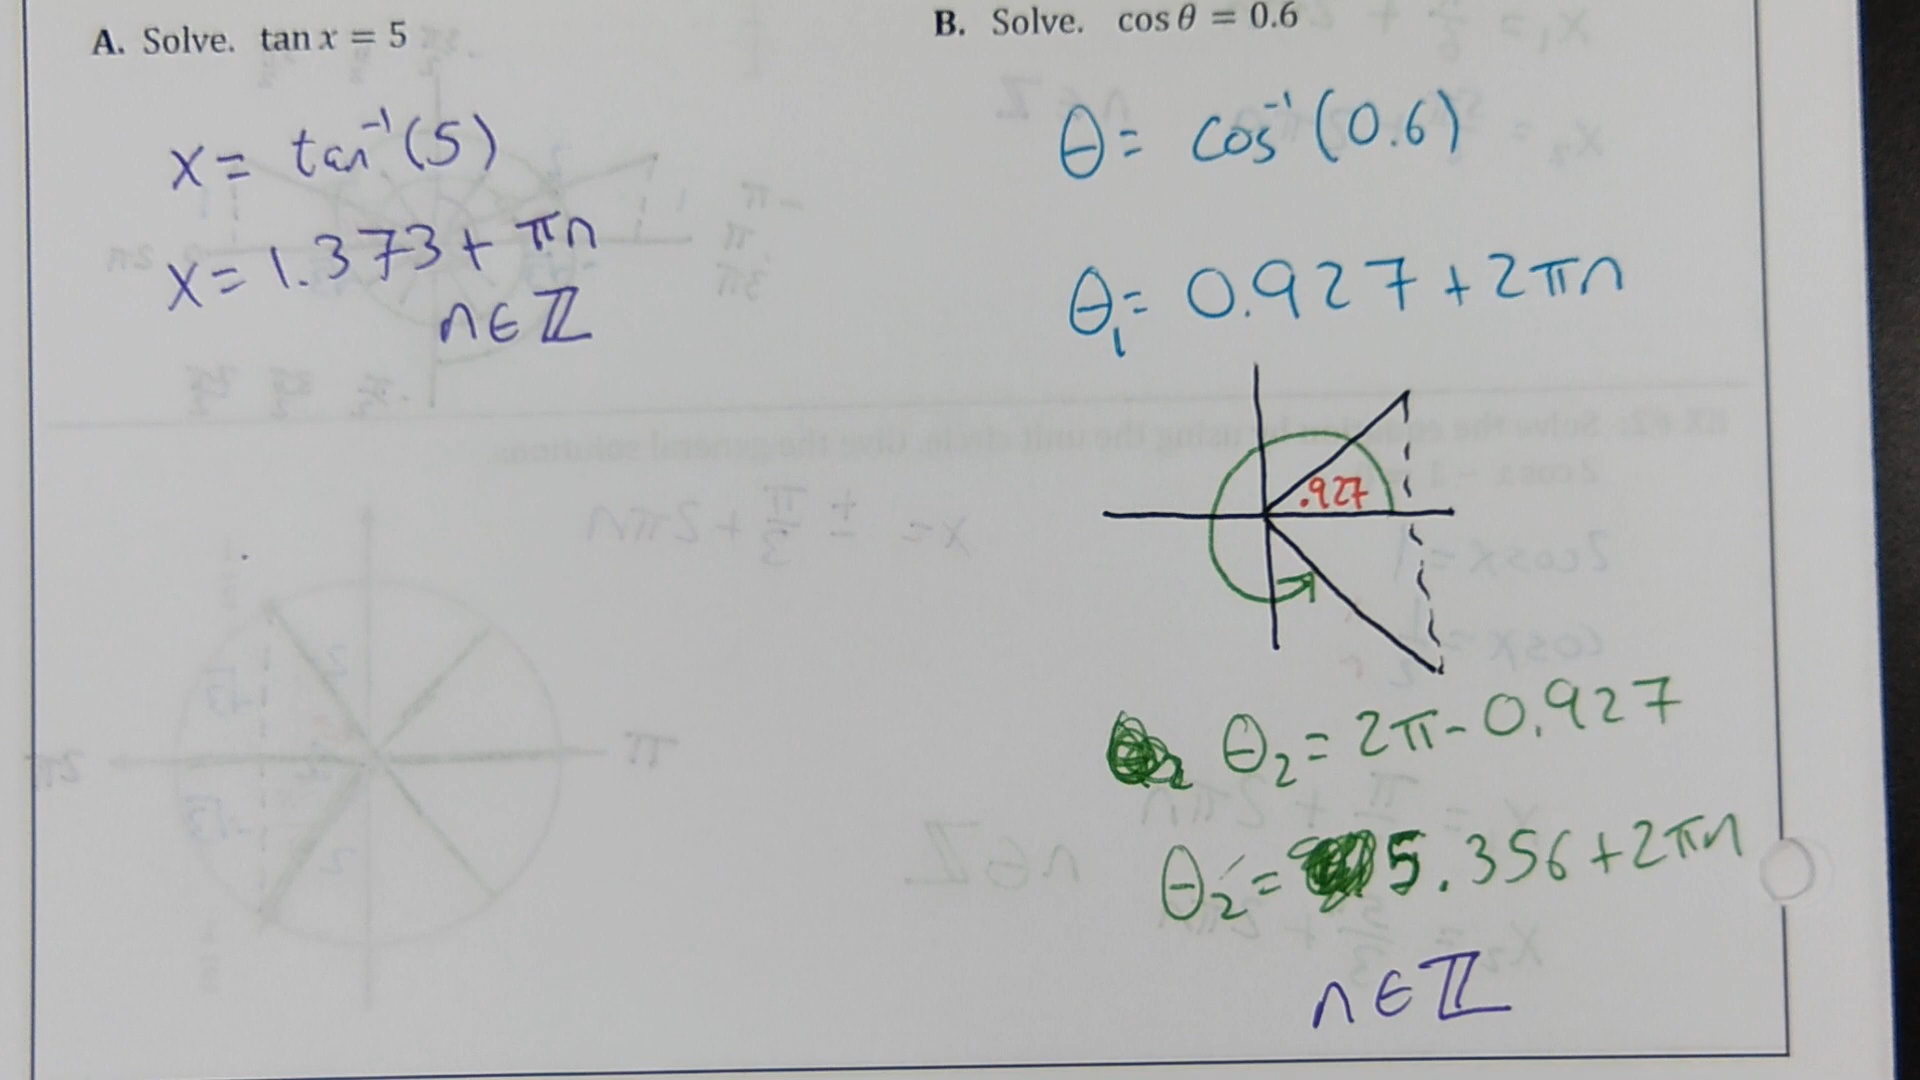 A. Solve. tan x = 5
x = tan⁻¹(5)
x = 1.373 + πn
n ∈ ℤ
B. Solve. cos θ = 0.6
θ = cos⁻¹(0.6)
θ₁ = 0.927 + 2πn
.927
θ₂ = 2π - 0.927
θ₂ = 5.356 + 2πn
n ∈ ℤ